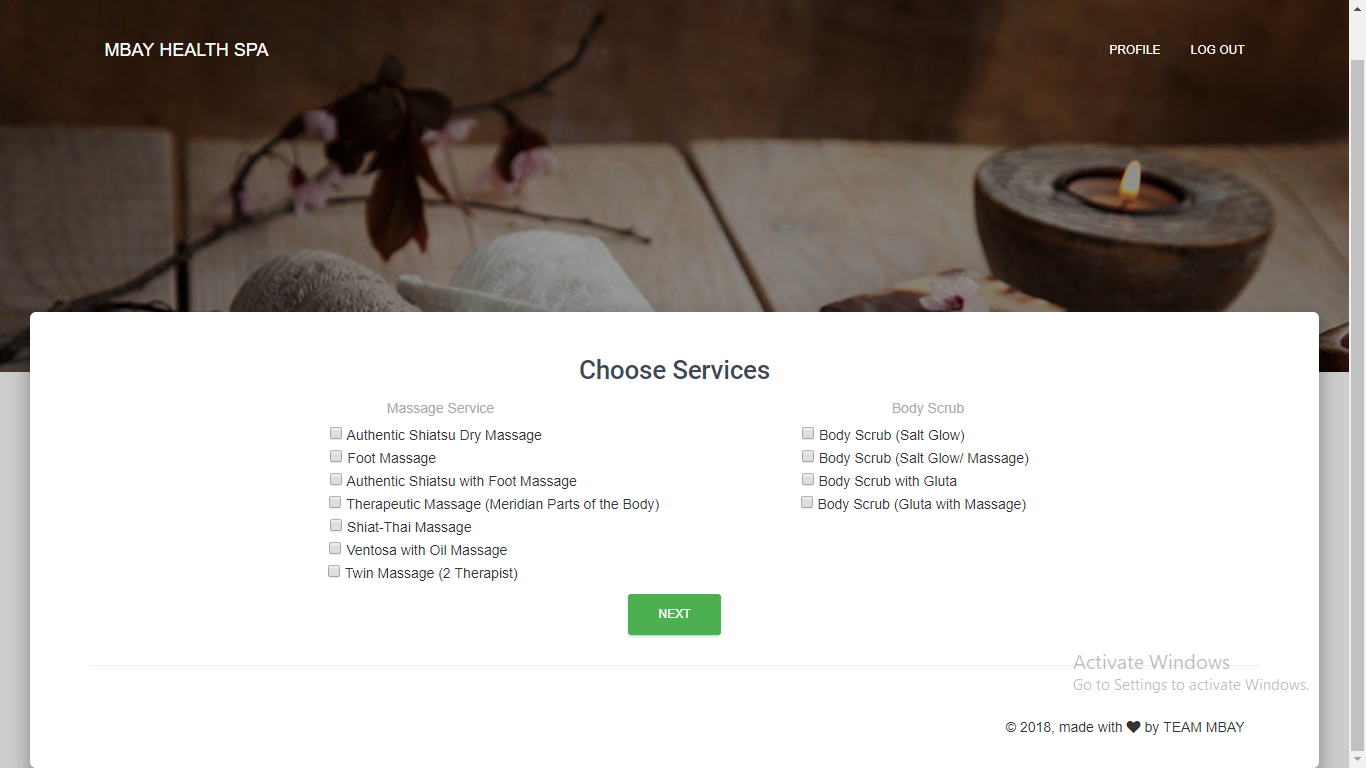 MBAY HEALTH SPA
PROFILE
LOG OUT
Choose Services
Massage Service
Authentic Shiatsu Dry Massage
Foot Massage
Authentic Shiatsu with Foot Massage
Therapeutic Massage (Meridian Parts of the Body)
Shiat-Thai Massage
Ventosa with Oil Massage
Twin Massage (2 Therapist)
Body Scrub
Body Scrub (Salt Glow)
Body Scrub (Salt Glow/ Massage)
Body Scrub with Gluta
Body Scrub (Gluta with Massage)
NEXT
Activate Windows
Go to Settings to activate Windows.
© 2018, made with ♥ by TEAM MBAY